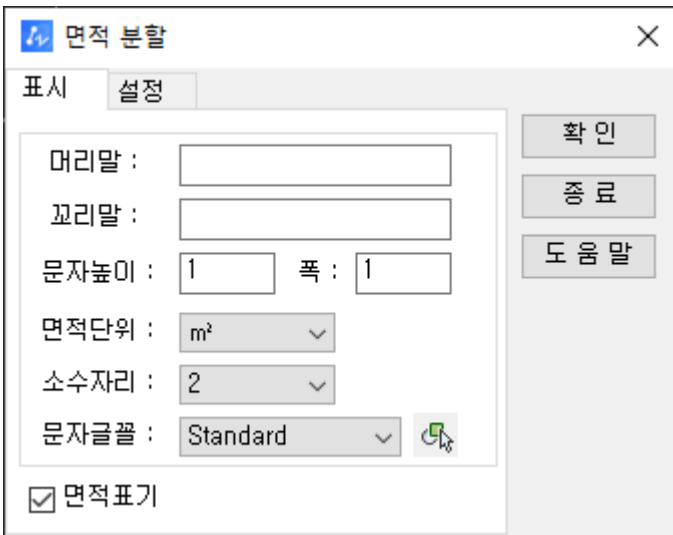 면적 분할
표시 설정
머리말 :
꼬리말 :
문자높이 : 1 폭 : 1
면적단위 : m²
소수자리 : 2
문자글꼴 : Standard
면적표기
확 인
종 료
도 움 말